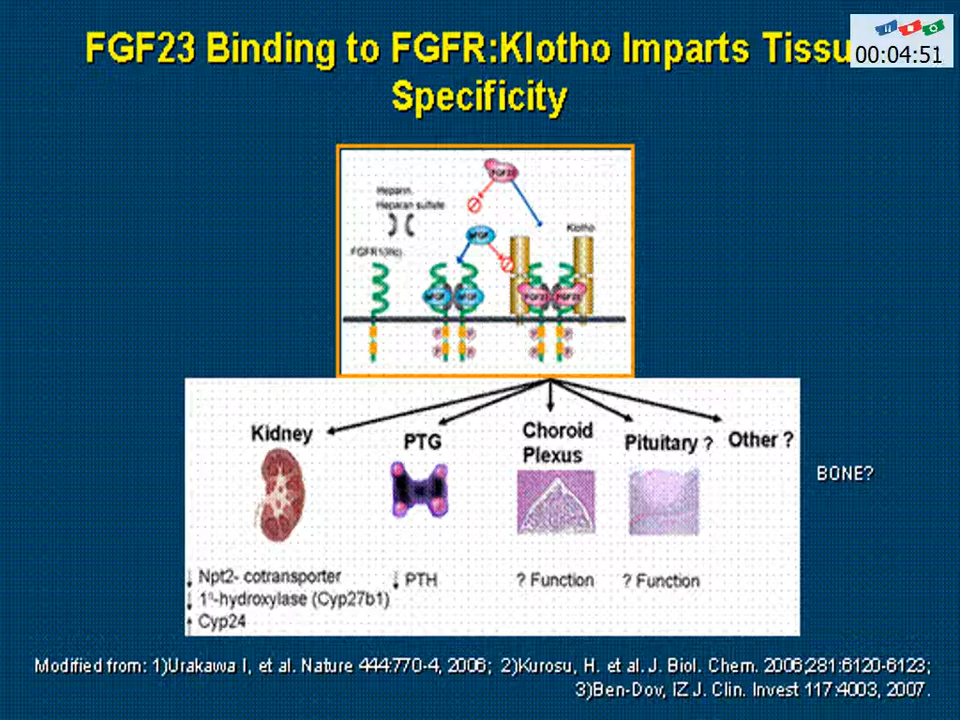 FGF23 Binding to FGFR:Klotho Imparts Tissu
Specificity
00:04:51
FGF23
Heparin,
Heparan sulfate
Klotho
FGFR1(IIIc)
FGF23 FGF23
Kidney
PTG
Choroid
Plexus
Pituitary ?
Other ?
BONE?
↓ Npt2- cotransporter
↓ 1α-hydroxylase (Cyp27b1)
↑ Cyp24
↓ PTH
? Function
? Function
Modified from: 1)Urakawa I, et al. Nature 444:770-4, 2006; 2)Kurosu, H. et al. J. Biol. Chem. 2006;281:6120-6123;
3)Ben-Dov, IZ J. Clin. Invest 117:4003, 2007.